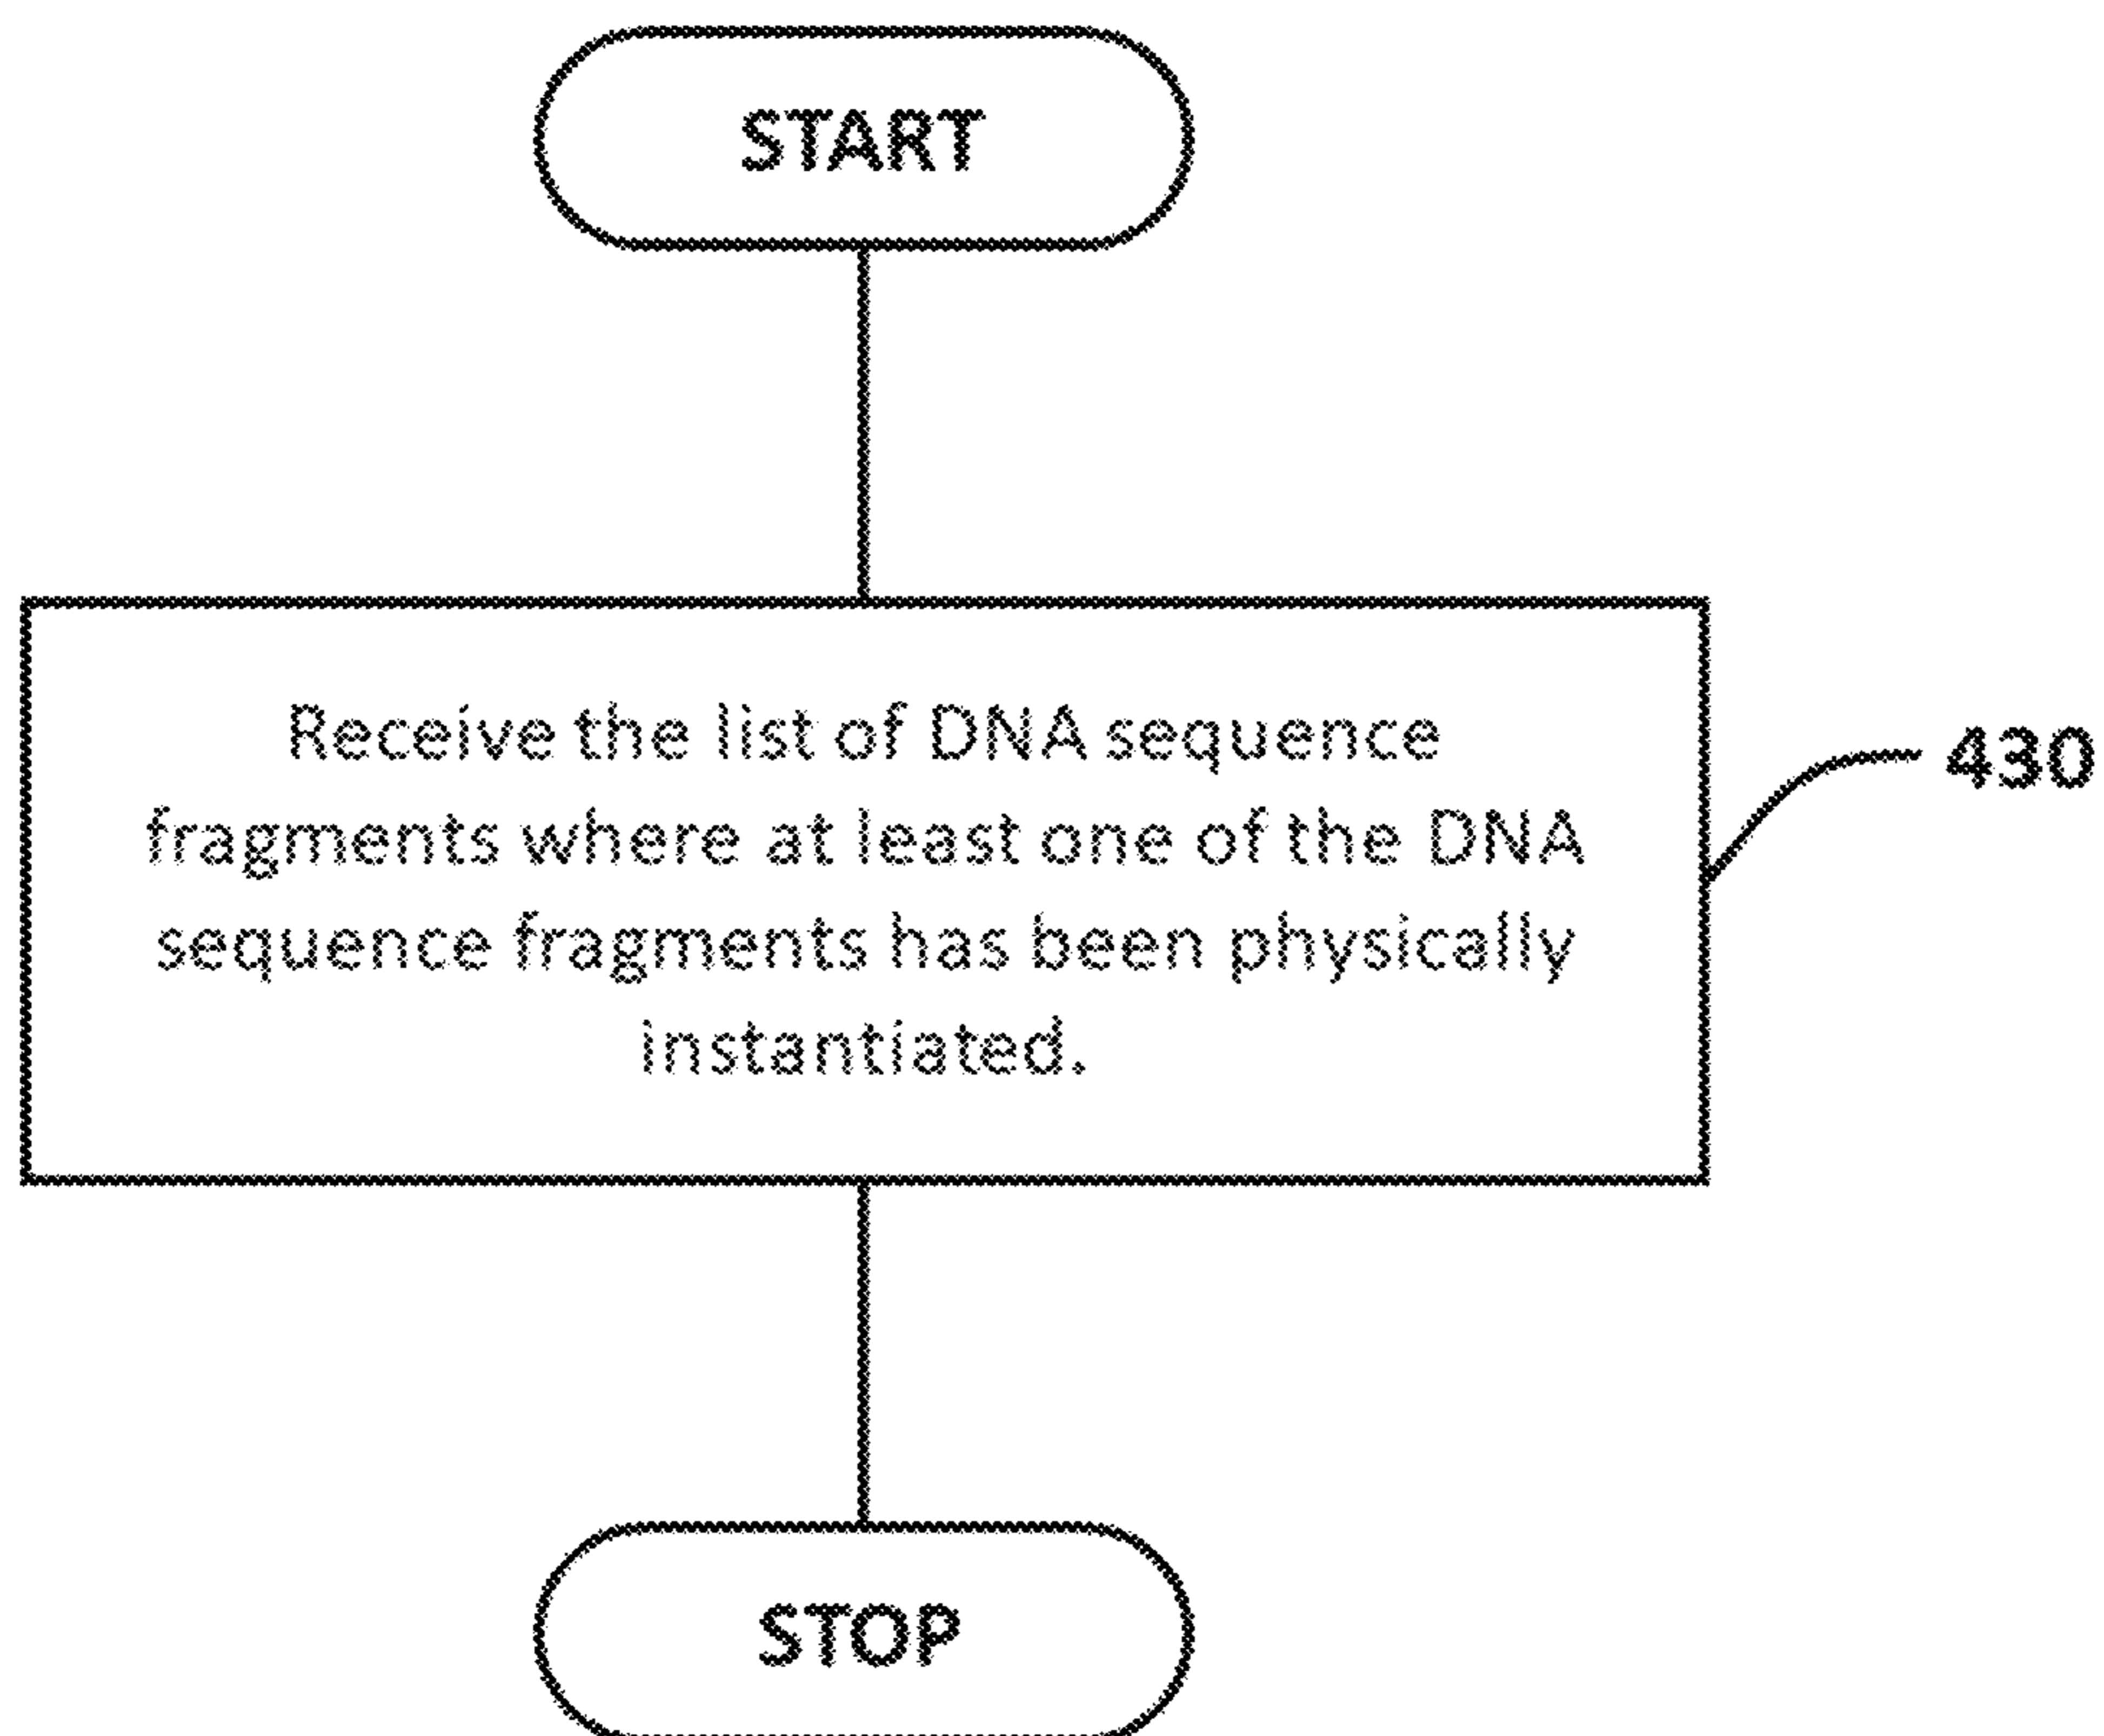 START
Receive the list of DNA sequence
fragments where at least one of the DNA
sequence fragments has been physically
instantiated.
430
STOP